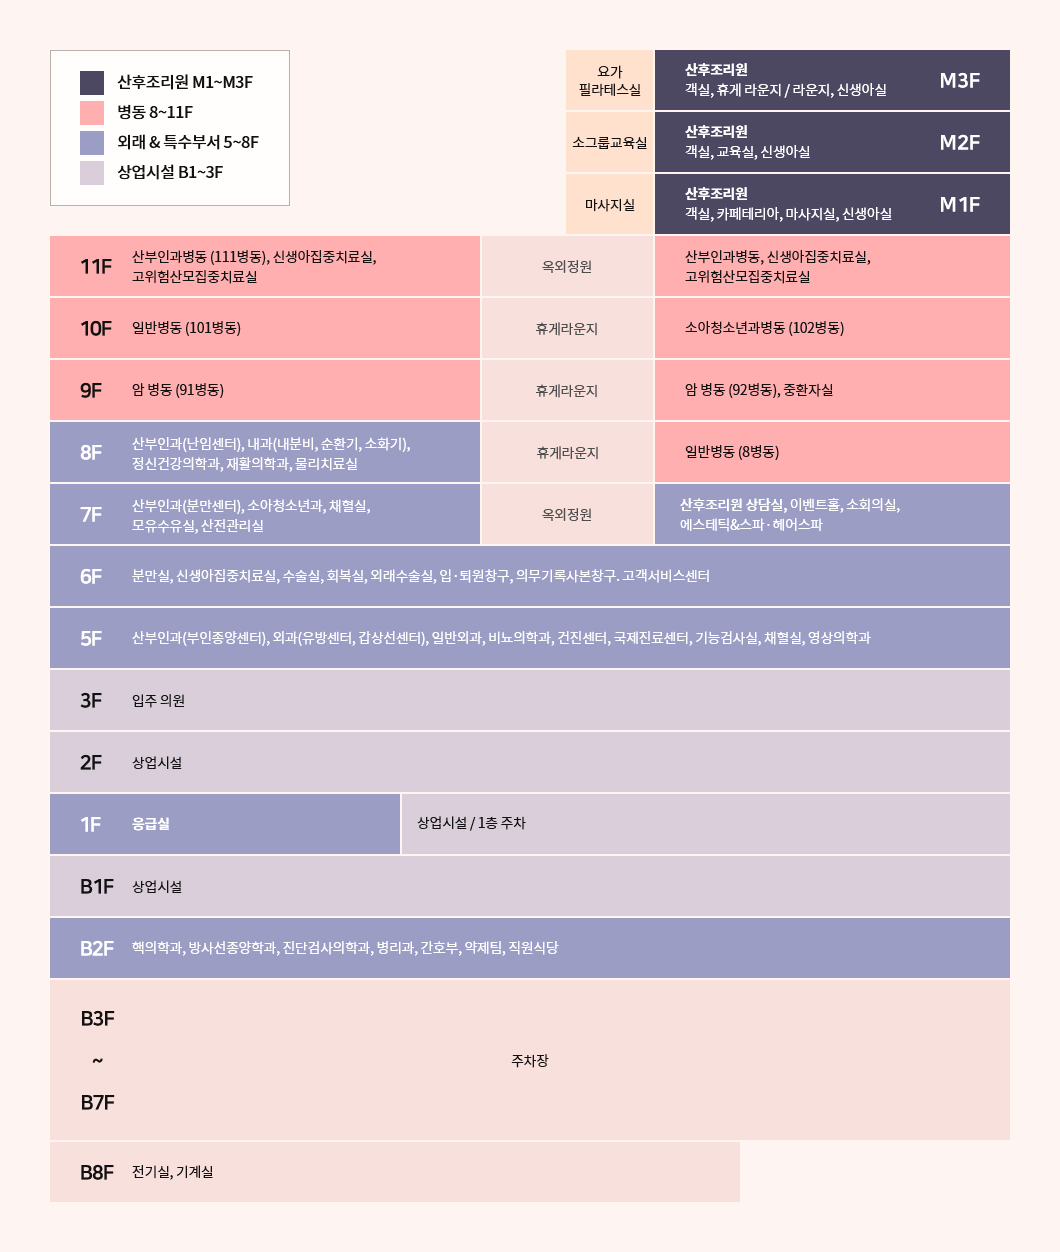 산후조리원 M1~M3F
병동 8~11F
외래 & 특수부서 5~8F
상업시설 B1~3F
요가
필라테스실
산후조리원
객실, 휴게 라운지 / 라운지, 신생아실
M3F
소그룹교육실
산후조리원
객실, 교육실, 신생아실
M2F
마사지실
산후조리원
객실, 카페테리아, 마사지실, 신생아실
M1F
11F
산부인과병동 (111병동), 신생아집중치료실,
고위험산모집중치료실
옥외정원
산부인과병동, 신생아집중치료실,
고위험산모집중치료실
10F
일반병동 (101병동)
휴게라운지
소아청소년과병동 (102병동)
9F
암 병동 (91병동)
휴게라운지
암 병동 (92병동), 중환자실
8F
산부인과(난임센터), 내과(내분비, 순환기, 소화기),
정신건강의학과, 재활의학과, 물리치료실
휴게라운지
일반병동 (8병동)
7F
산부인과(분만센터), 소아청소년과, 채혈실,
모유수유실, 산전관리실
옥외정원
산후조리원 상담실, 이벤트홀, 소회의실,
에스테틱&스파 · 헤어스파
6F
분만실, 신생아집중치료실, 수술실, 회복실, 외래수술실, 입 · 퇴원창구, 의무기록사본창구. 고객서비스센터
5F
산부인과(부인종양센터), 외과(유방센터, 갑상선센터), 일반외과, 비뇨의학과, 건진센터, 국제진료센터, 기능검사실, 채혈실, 영상의학과
3F
입주 의원
2F
상업시설
1F
응급실
상업시설 / 1층 주차
B1F
상업시설
B2F
핵의학과, 방사선종양학과, 진단검사의학과, 병리과, 간호부, 약제팀, 직원식당
B3F
~
주차장
B7F
B8F
전기실, 기계실